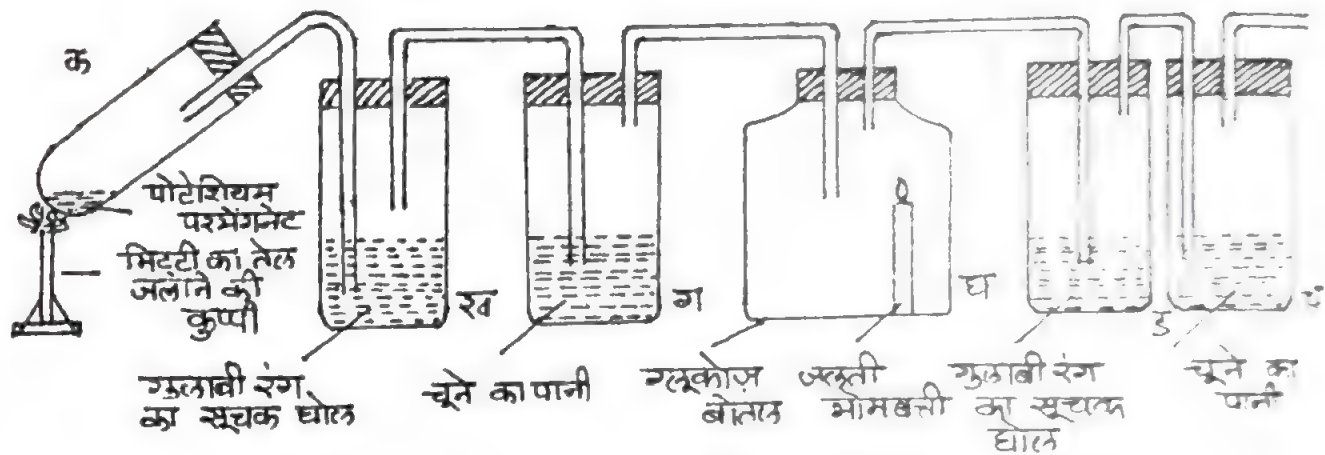 क
पोटेशियम
परमेंगनेट
मिट्टी का तेल
जलाने की
कुप्पी
ख
ग
घ
ङ
च
गुलाबी रंग
का सूचक घोल
चूने का पानी
ग्लूकोज़
बोतल
जलती
मोमबत्ती
गुलाबी रंग
का सूचक
घोल
चूने का
पानी